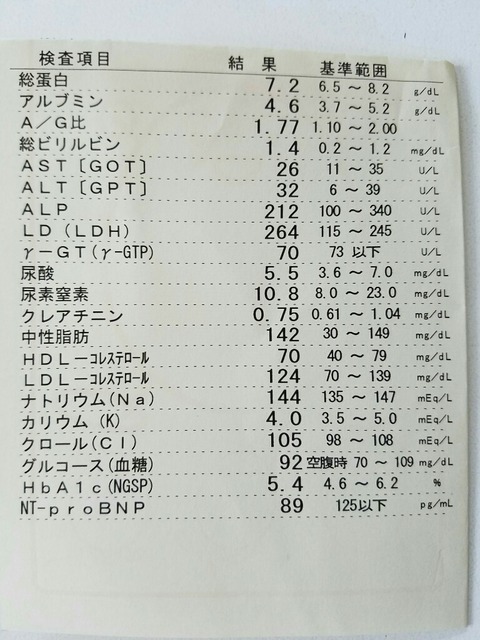 検査項目 結果 基準範囲
総蛋白 7.2 6.5 ～ 8.2 g/dL
アルブミン 4.6 3.7 ～ 5.2 g/dL
A／G比 1.77 1.10 ～ 2.00
総ビリルビン 1.4 0.2 ～ 1.2 mg/dL
AST〔GOT〕 26 11 ～ 35 U/L
ALT〔GPT〕 32 6 ～ 39 U/L
ALP 212 100 ～ 340 U/L
LD（LDH） 264 115 ～ 245 U/L
γ－GT(γ-GTP) 70 73 以下 U/L
尿酸 5.5 3.6 ～ 7.0 mg/dL
尿素窒素 10.8 8.0 ～ 23.0 mg/dL
クレアチニン 0.75 0.61 ～ 1.04 mg/dL
中性脂肪 142 30 ～ 149 mg/dL
HDL－ｺﾚｽﾃﾛｰﾙ 70 40 ～ 79 mg/dL
LDL－ｺﾚｽﾃﾛｰﾙ 124 70 ～ 139 mg/dL
ナトリウム(Na) 144 135 ～ 147 mEq/L
カリウム (K) 4.0 3.5 ～ 5.0 mEq/L
クロール(Cl) 105 98 ～ 108 mEq/L
グルコース(血糖) 92 空腹時 70 ～ 109 mg/dL
HbA1c(NGSP) 5.4 4.6 ～ 6.2 %
NT-proBNP 89 125以下 pg/mL